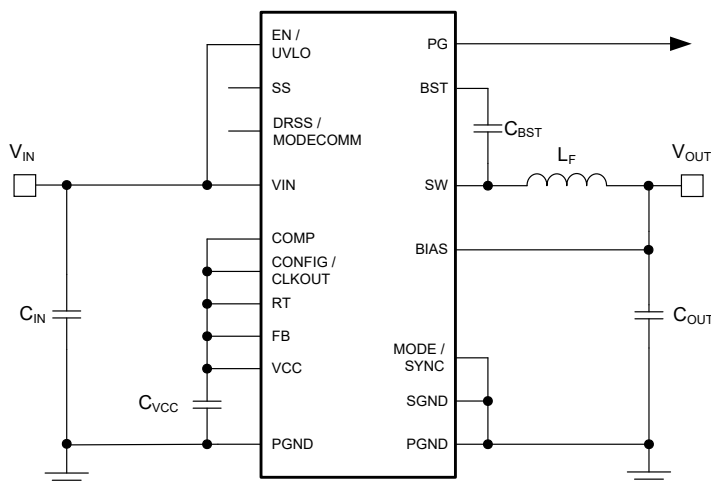 EN /
UVLO
PG
SS
BST
DRSS /
MODECOMM
C_BST
V_IN
L_F
V_OUT
VIN
SW
COMP
BIAS
CONFIG /
CLKOUT
RT
C_IN
C_OUT
FB
MODE /
SYNC
VCC
C_VCC
SGND
PGND
PGND